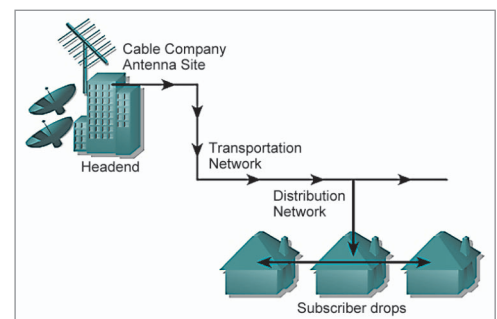 Cable Company
Antenna Site
Headend
Transportation
Network
Distribution
Network
Subscriber drops